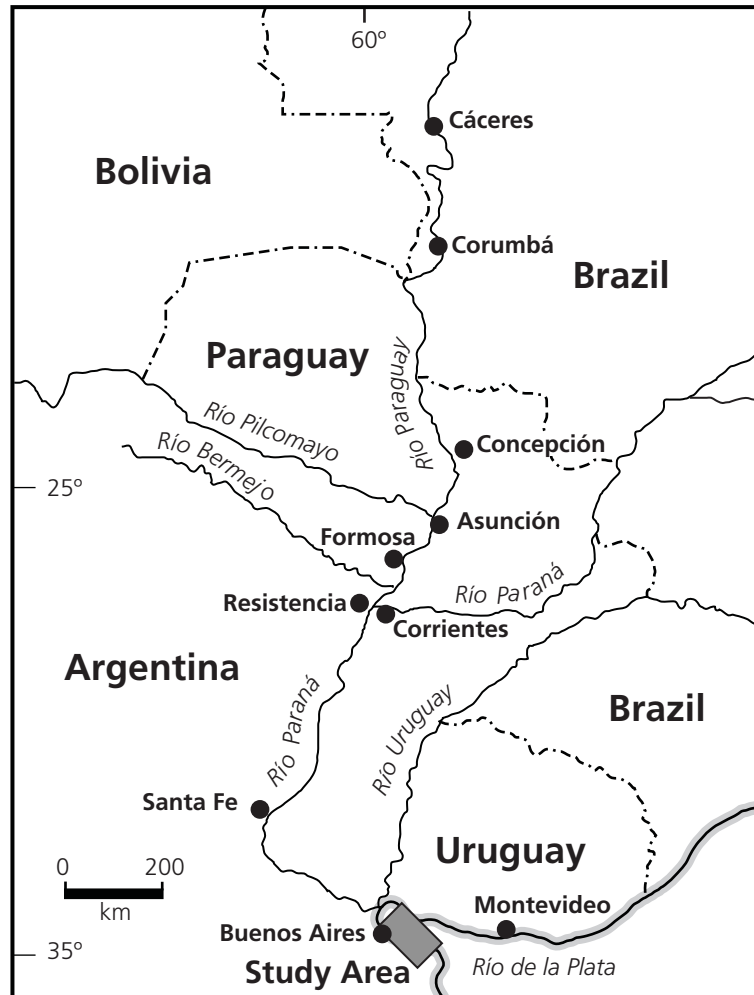 60º
Cáceres
Bolivia
Corumbá
Brazil
Paraguay
Río Paraguay
Río Pilcomayo
Río Bermejo
Concepción
25º
Asunción
Formosa
Río Paraná
Resistencia
Corrientes
Argentina
Río Paraná
Río Uruguay
Brazil
Santa Fe
Uruguay
0 200
km
Montevideo
Buenos Aires
35º
Study Area
Río de la Plata